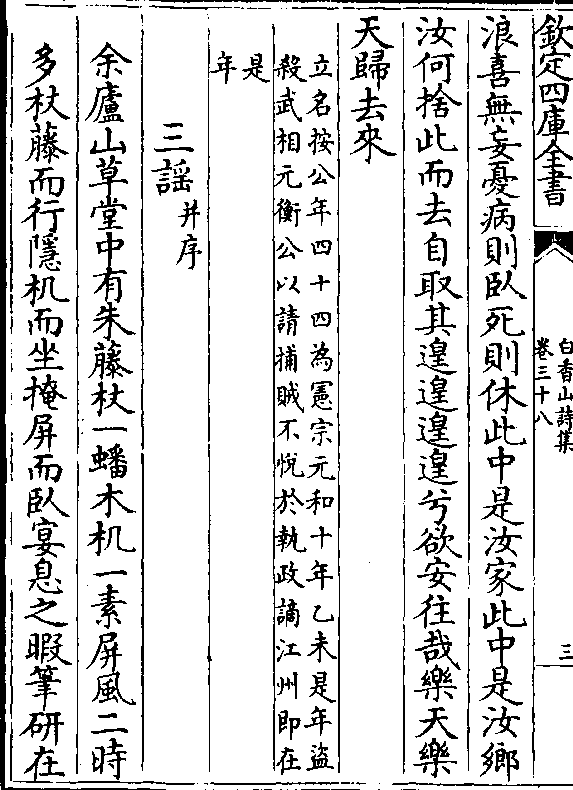 欽定四庫全書
白香山詩集
卷三十八
三
浪喜無妄憂病則臥死則休此中是汝家此中是汝鄉
汝何捨此而去自取其遑遑遑遑兮欲安往哉樂天樂
天歸去來
立名按公年四十四為憲宗元和十年乙未是年盜
殺武相元衡公以請捕賊不悅於執政謫江州即在
是年
三謠并序
余廬山草堂中有朱藤杖一蟠木机一素屏風二時
多杖藤而行隱机而坐掩屏而臥宴息之暇筆研在